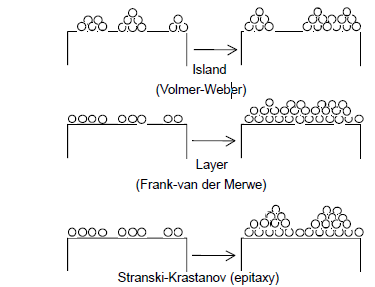 Island
(Volmer-Weber)
Layer
(Frank-van der Merwe)
Stranski-Krastanov (epitaxy)